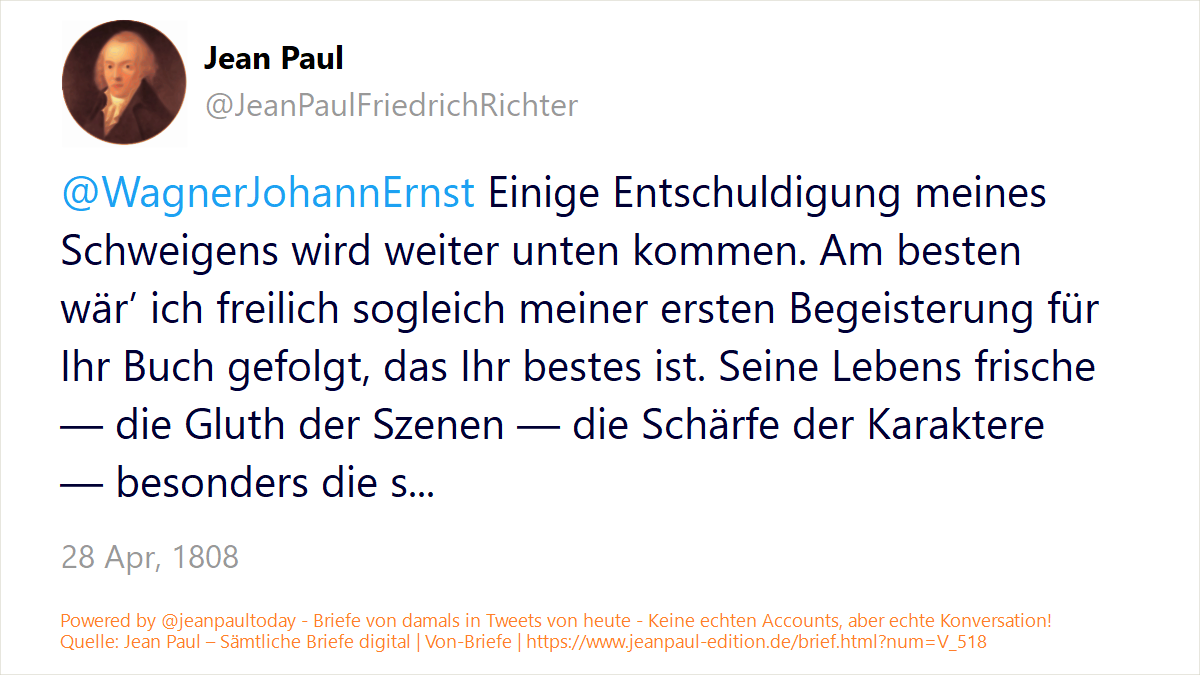 Jean Paul
@JeanPaulFriedrichRichter
@WagnerJohannErnst Einige Entschuldigung meines
Schweigens wird weiter unten kommen. Am besten
wär’ ich freilich sogleich meiner ersten Begeisterung für
Ihr Buch gefolgt, das Ihr bestes ist. Seine Lebens frische
— die Gluth der Szenen — die Schärfe der Karaktere
— besonders die s...
28 Apr, 1808
Powered by @jeanpaultoday - Briefe von damals in Tweets von heute - Keine echten Accounts, aber echte Konversation!
Quelle: Jean Paul – Sämtliche Briefe digital | Von-Briefe | https://www.jeanpaul-edition.de/brief.html?num=V_518